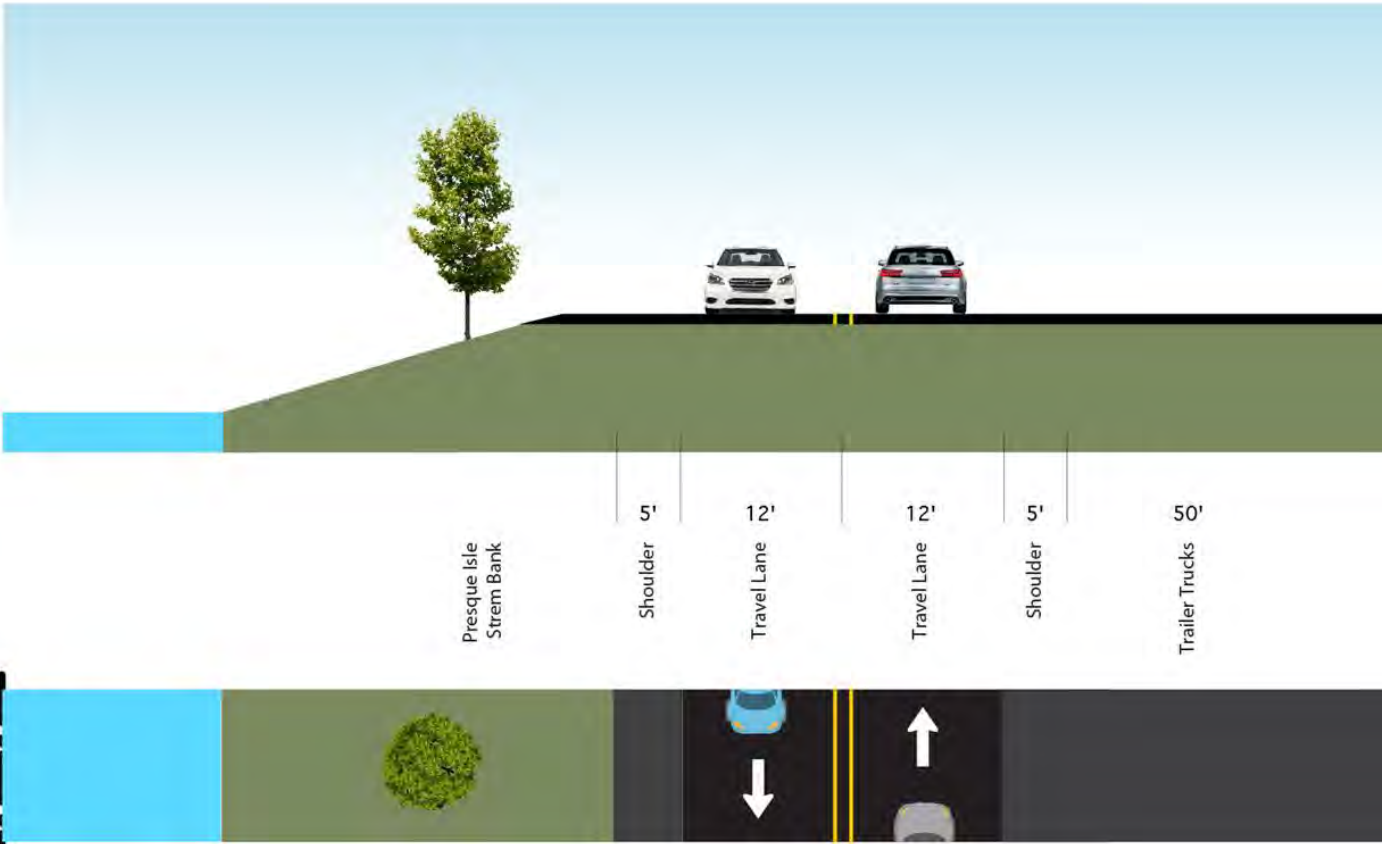 5'
12'
12'
5'
50'
Presque Isle
Strem Bank
Shoulder
Travel Lane
Travel Lane
Shoulder
Trailer Trucks